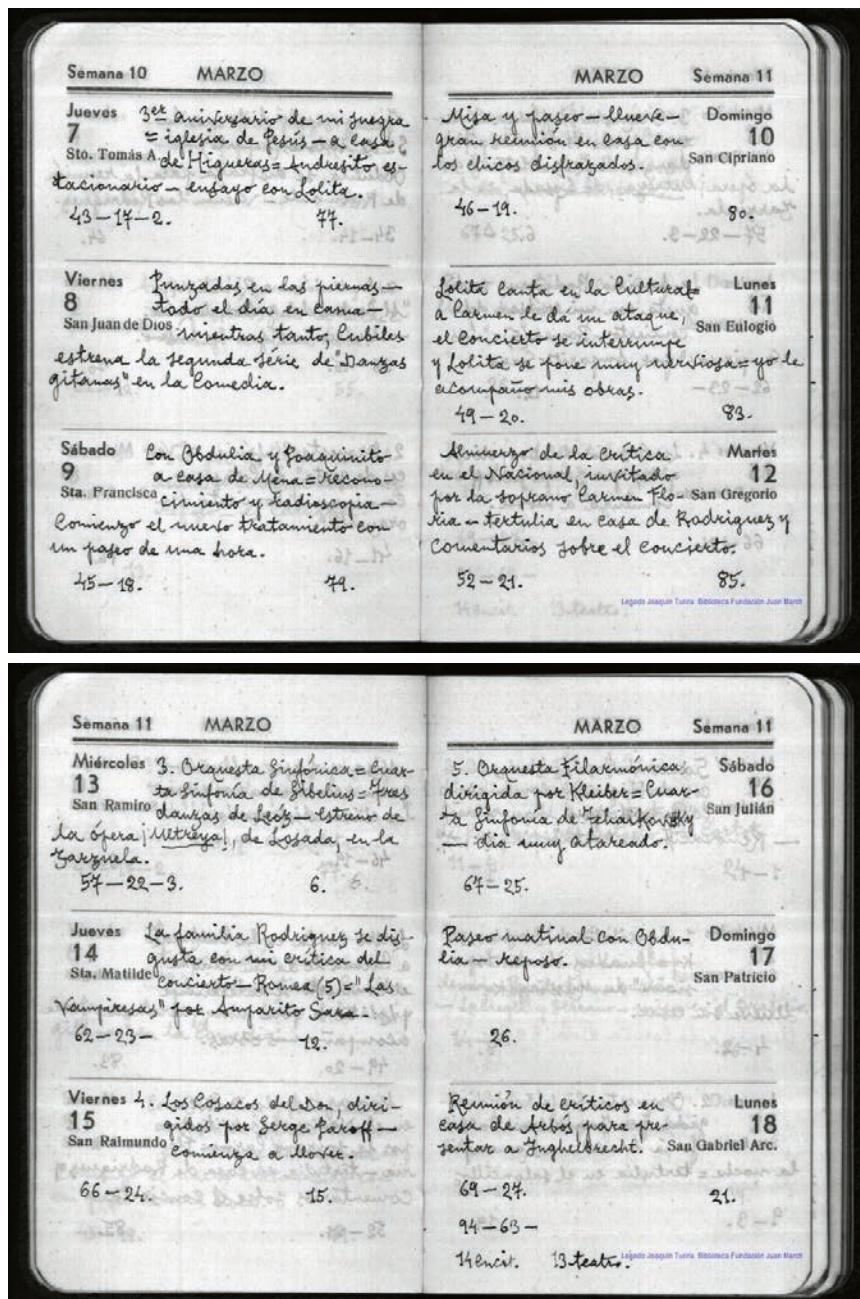 Semana 10 MARZO
Jueves 3er aniversario de mi suegra
7 = iglesia de Jesús — a casa
Sto. Tomás A. de Higueras = Andresito es-
tacionario — ensayo con Lolita.
43—17—2. 77.
Viernes Punzadas en las piernas —
8 todo el día en cama —
San Juan de Dios mientras tanto, Cubiles
estrena la segunda série de "Danzas
gitanas" en la Comedia.
Sábado Con Obdulia y Joaquinito
9 a casa de Mena = recono-
Sta. Francisca cimiento y radioscopia —
Comienzo el nuevo tratamiento con
un paseo de una hora.
45—18. 79.
MARZO Semana 11
Misa y paseo — llueve — Domingo
gran reunión en casa con 10
los chicos disfrazados. San Cipriano
46—19. 80.
Lolita canta en la Cultural = Lunes
a Carmen le da un ataque, 11
el concierto se interrumpe San Eulogio
y Lolita se pone muy nerviosa = yo le
acompaño mis obras.
49—20. 83.
Almuerzo de la crítica Martes
en el Nacional, invitado 12
por la soprano Carmen Flo- San Gregorio
ria — tertulia en casa de Rodriguez y
comentarios sobre el concierto.
52—21. 85.
Legado Joaquín Turina. Biblioteca Fundación Juan March
Semana 11 MARZO
Miércoles 3. Orquesta Sinfónica = Cuar-
13 ta sinfonía de Sibelius = Tres
San Ramiro danzas de Leoz — estreno de
la ópera ¡Ultreya!, de Losada, en la
Zarzuela.
57—22—3. 6.
Jueves La familia Rodriguez se dis-
14 gusta con mi crítica del
Sta. Matilde concierto — Romea (5) = "Las
Vampiresas" por Amparito Sara —
62—23— 12.
Viernes 4. Los Cosacos del Don, diri-
15 gidos por Serge Jaroff —
San Raimundo comienza a llover.
66—24. 15.
MARZO Semana 11
5. Orquesta Filarmónica Sábado
dirigida por Kleiber = Cuar- 16
ta sinfonía de Tchaikovsky San Julián
— dia muy atareado.
67—25.
Paseo matinal con Obdu- Domingo
lia — reposo. 17
San Patricio
26.
Reunión de críticos en Lunes
casa de Arbós para pre- 18
sentar a Inghelbrecht. San Gabriel Arc.
69—27. 21.
94—63—
14 encit. 13 teatro.
Legado Joaquín Turina. Biblioteca Fundación Juan March